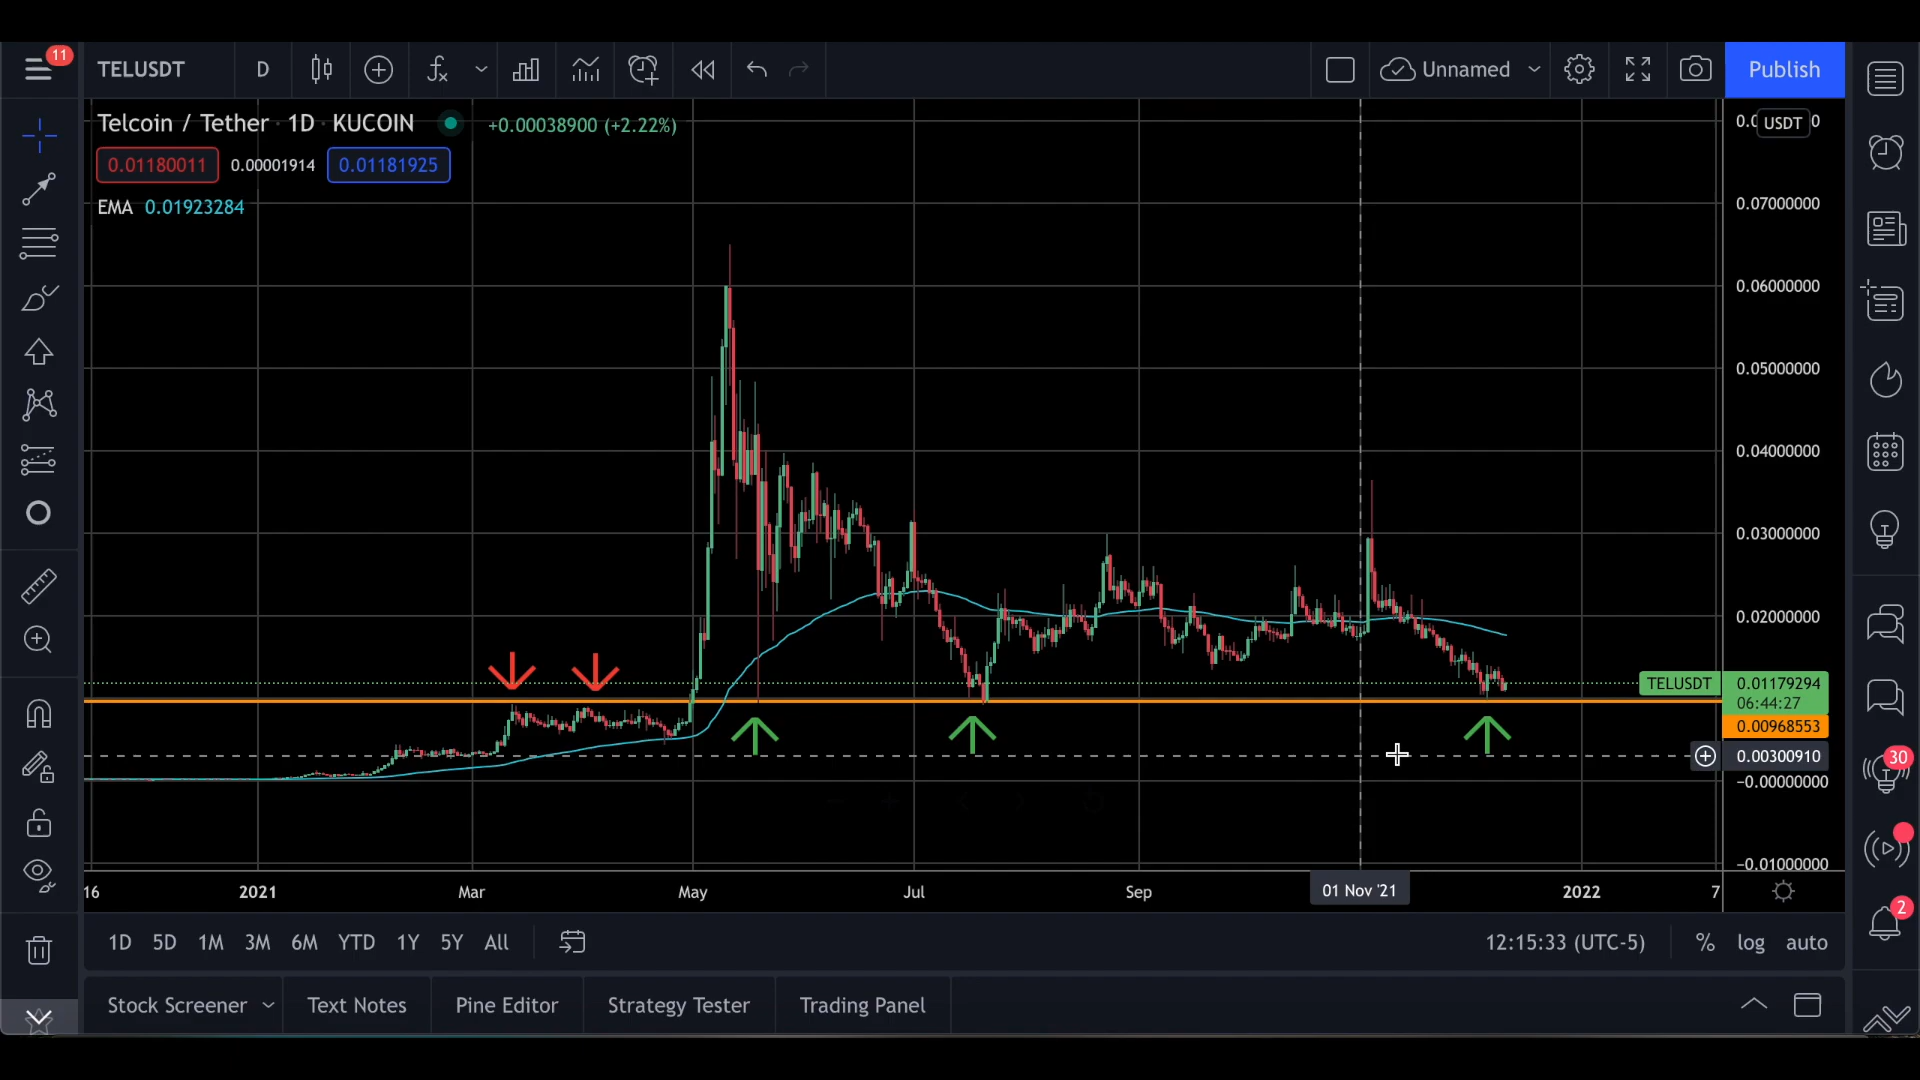 11
TELUSDT D Unnamed Publish
Telcoin / Tether · 1D · KUCOIN +0.00038900 (+2.22%)
0.01180011 0.00001914 0.01181925
EMA 0.01923284
USDT
0.07000000
0.06000000
0.05000000
0.04000000
0.03000000
0.02000000
TELUSDT 0.01179294
06:44:27
0.00968553
0.00300910
−0.00000000
−0.01000000
30
2
16 2021 Mar May Jul Sep 01 Nov '21 2022 7
1D 5D 1M 3M 6M YTD 1Y 5Y All 12:15:33 (UTC-5) % log auto
Stock Screener Text Notes Pine Editor Strategy Tester Trading Panel